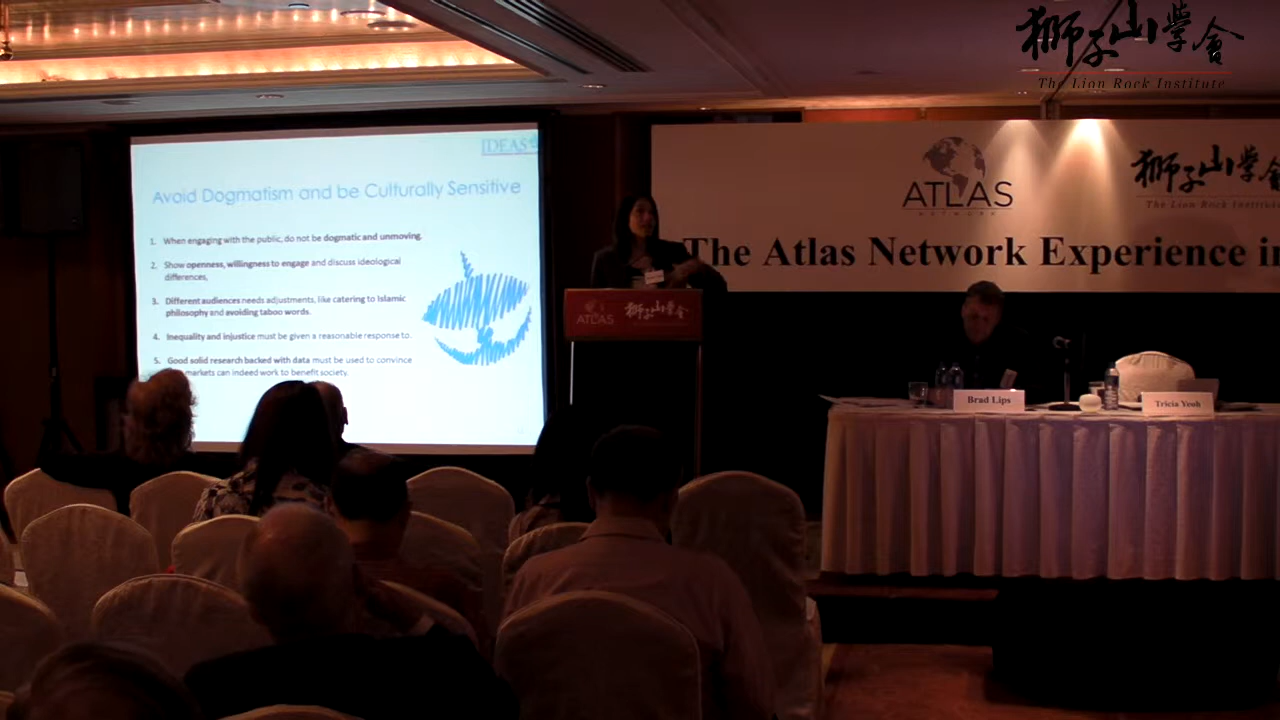 獅子山學會
The Lion Rock Institute
IDEAS
Avoid Dogmatism and be Culturally Sensitive
1. When engaging with the public, do not be dogmatic and unmoving.
2. Show openness, willingness to engage and discuss ideological
differences,
3. Different audiences needs adjustments, like catering to Islamic
philosophy and avoiding taboo words.
4. Inequality and injustice must be given a reasonable response to.
5. Good solid research backed with data must be used to convince
markets can indeed work to benefit society.
ATLAS
NETWORK
獅子山學會
The Lion Rock Institute
The Atlas Network Experience in
ATLAS
獅子山學會
Brad Lips
Tricia Yeoh